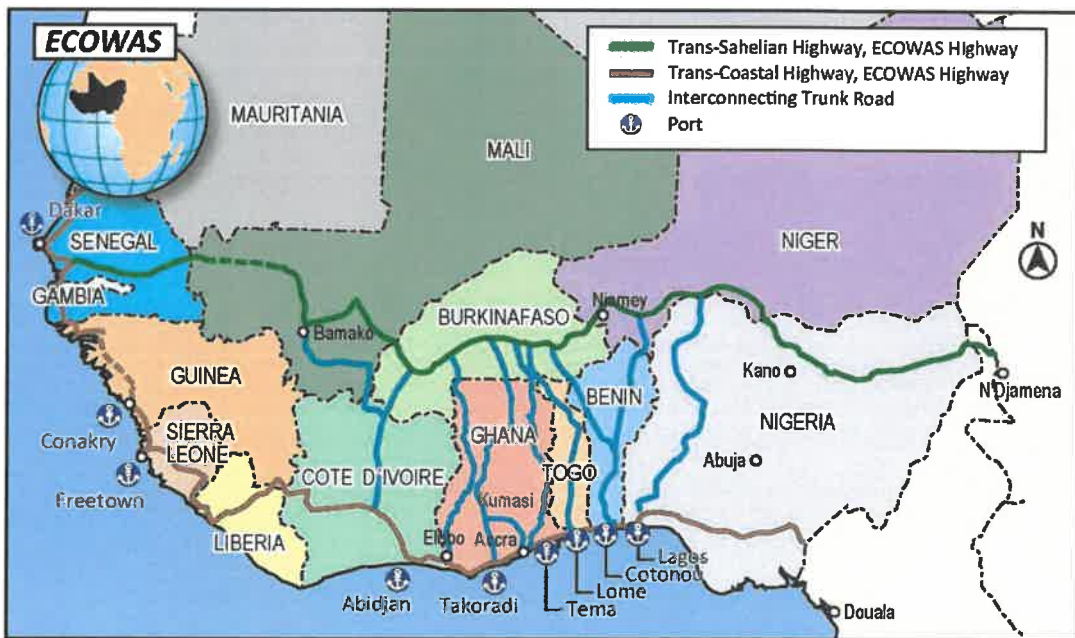 ECOWAS
Trans-Sahelian Highway, ECOWAS Highway
Trans-Coastal Highway, ECOWAS Highway
Interconnecting Trunk Road
Port
MAURITANIA
MALI
NIGER
N
Dakar
SENEGAL
GAMBIA
Bamako
BURKINAFASO
Niamey
BENIN
Kano
N'Djamena
GUINEA
NIGERIA
Conakry
SIERRA
LEONE
COTE D'IVOIRE
GHANA
TOGO
Abuja
Kumasi
Freetown
LIBERIA
Elubo
Accra
Lagos
Cotonou
Lome
Tema
Abidjan
Takoradi
Douala